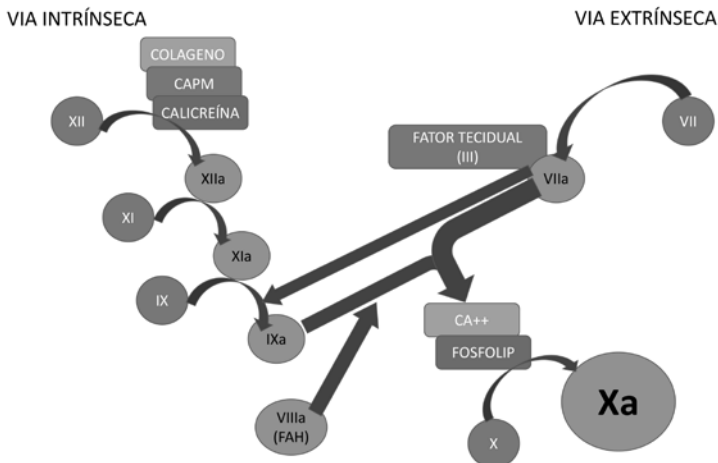 VIA INTRÍNSECA
VIA EXTRÍNSECA
COLAGENO
CAPM
CALICREÍNA
XII
VII
FATOR TECIDUAL
(III)
XIIa
VIIa
XI
XIa
IX
IXa
CA++
FOSFOLIP
VIIIa
(FAH)
X
Xa